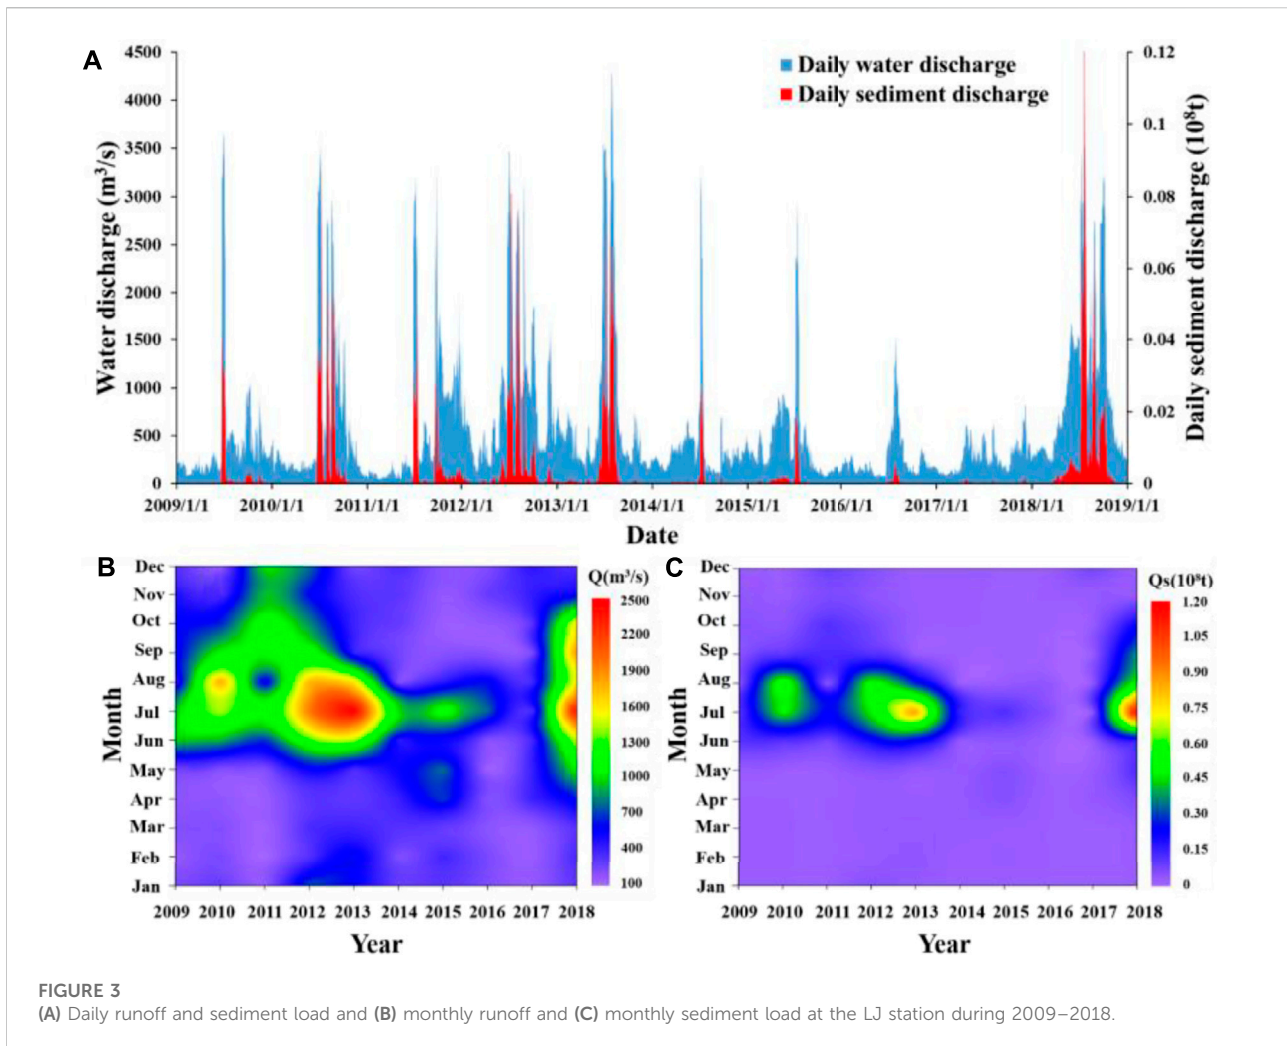 A
Daily water discharge
Daily sediment discharge
Water discharge (m³/s)
4500
4000
3500
3000
2500
2000
1500
1000
500
0
Daily sediment discharge (10⁸t)
0.12
0.1
0.08
0.06
0.04
0.02
0
2009/1/1 2010/1/1 2011/1/1 2012/1/1 2013/1/1 2014/1/1 2015/1/1 2016/1/1 2017/1/1 2018/1/1 2019/1/1
Date
B
Month
Dec
Nov
Oct
Sep
Aug
Jul
Jun
May
Apr
Mar
Feb
Jan
2009 2010 2011 2012 2013 2014 2015 2016 2017 2018
Year
Q(m³/s)
2500
2200
1900
1600
1300
1000
700
400
100
C
Month
Dec
Nov
Oct
Sep
Aug
Jul
Jun
May
Apr
Mar
Feb
Jan
2009 2010 2011 2012 2013 2014 2015 2016 2017 2018
Year
Qs(10⁸t)
1.20
1.05
0.90
0.75
0.60
0.45
0.30
0.15
0
FIGURE 3
(A) Daily runoff and sediment load and (B) monthly runoff and (C) monthly sediment load at the LJ station during 2009–2018.